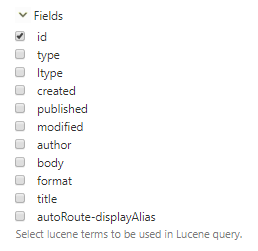 Fields
id
type
ltype
created
published
modified
author
body
format
title
autoRoute-displayAlias
Select lucene terms to be used in Lucene query.